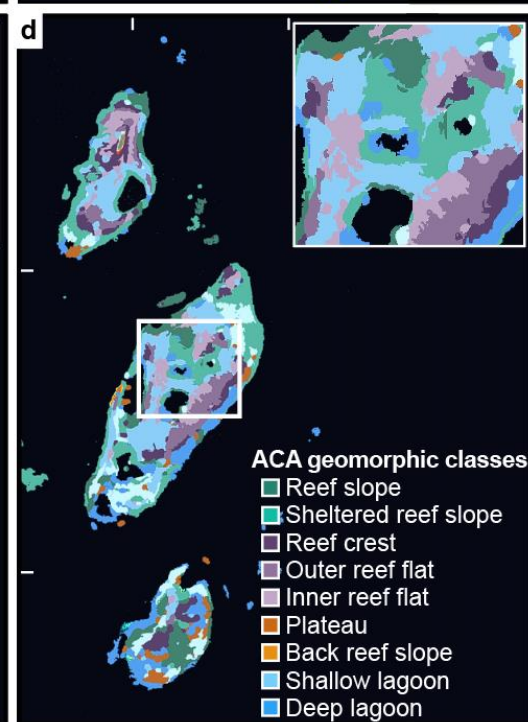 d
ACA geomorphic classes
Reef slope
Sheltered reef slope
Reef crest
Outer reef flat
Inner reef flat
Plateau
Back reef slope
Shallow lagoon
Deep lagoon